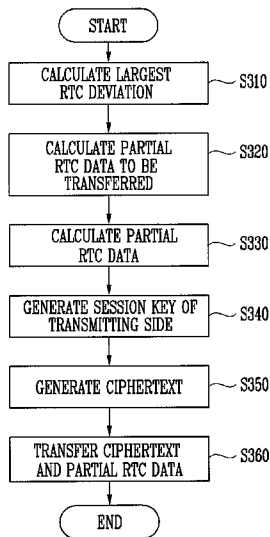 START
CALCULATE LARGEST
RTC DEVIATION
S310
CALCULATE PARTIAL
RTC DATA TO BE
TRANSFERRED
S320
CALCULATE PARTIAL
RTC DATA
S330
GENERATE SESSION KEY OF
TRANSMITTING SIDE
S340
GENERATE CIPHERTEXT
S350
TRANSFER CIPHERTEXT
AND PARTIAL RTC DATA
S360
END